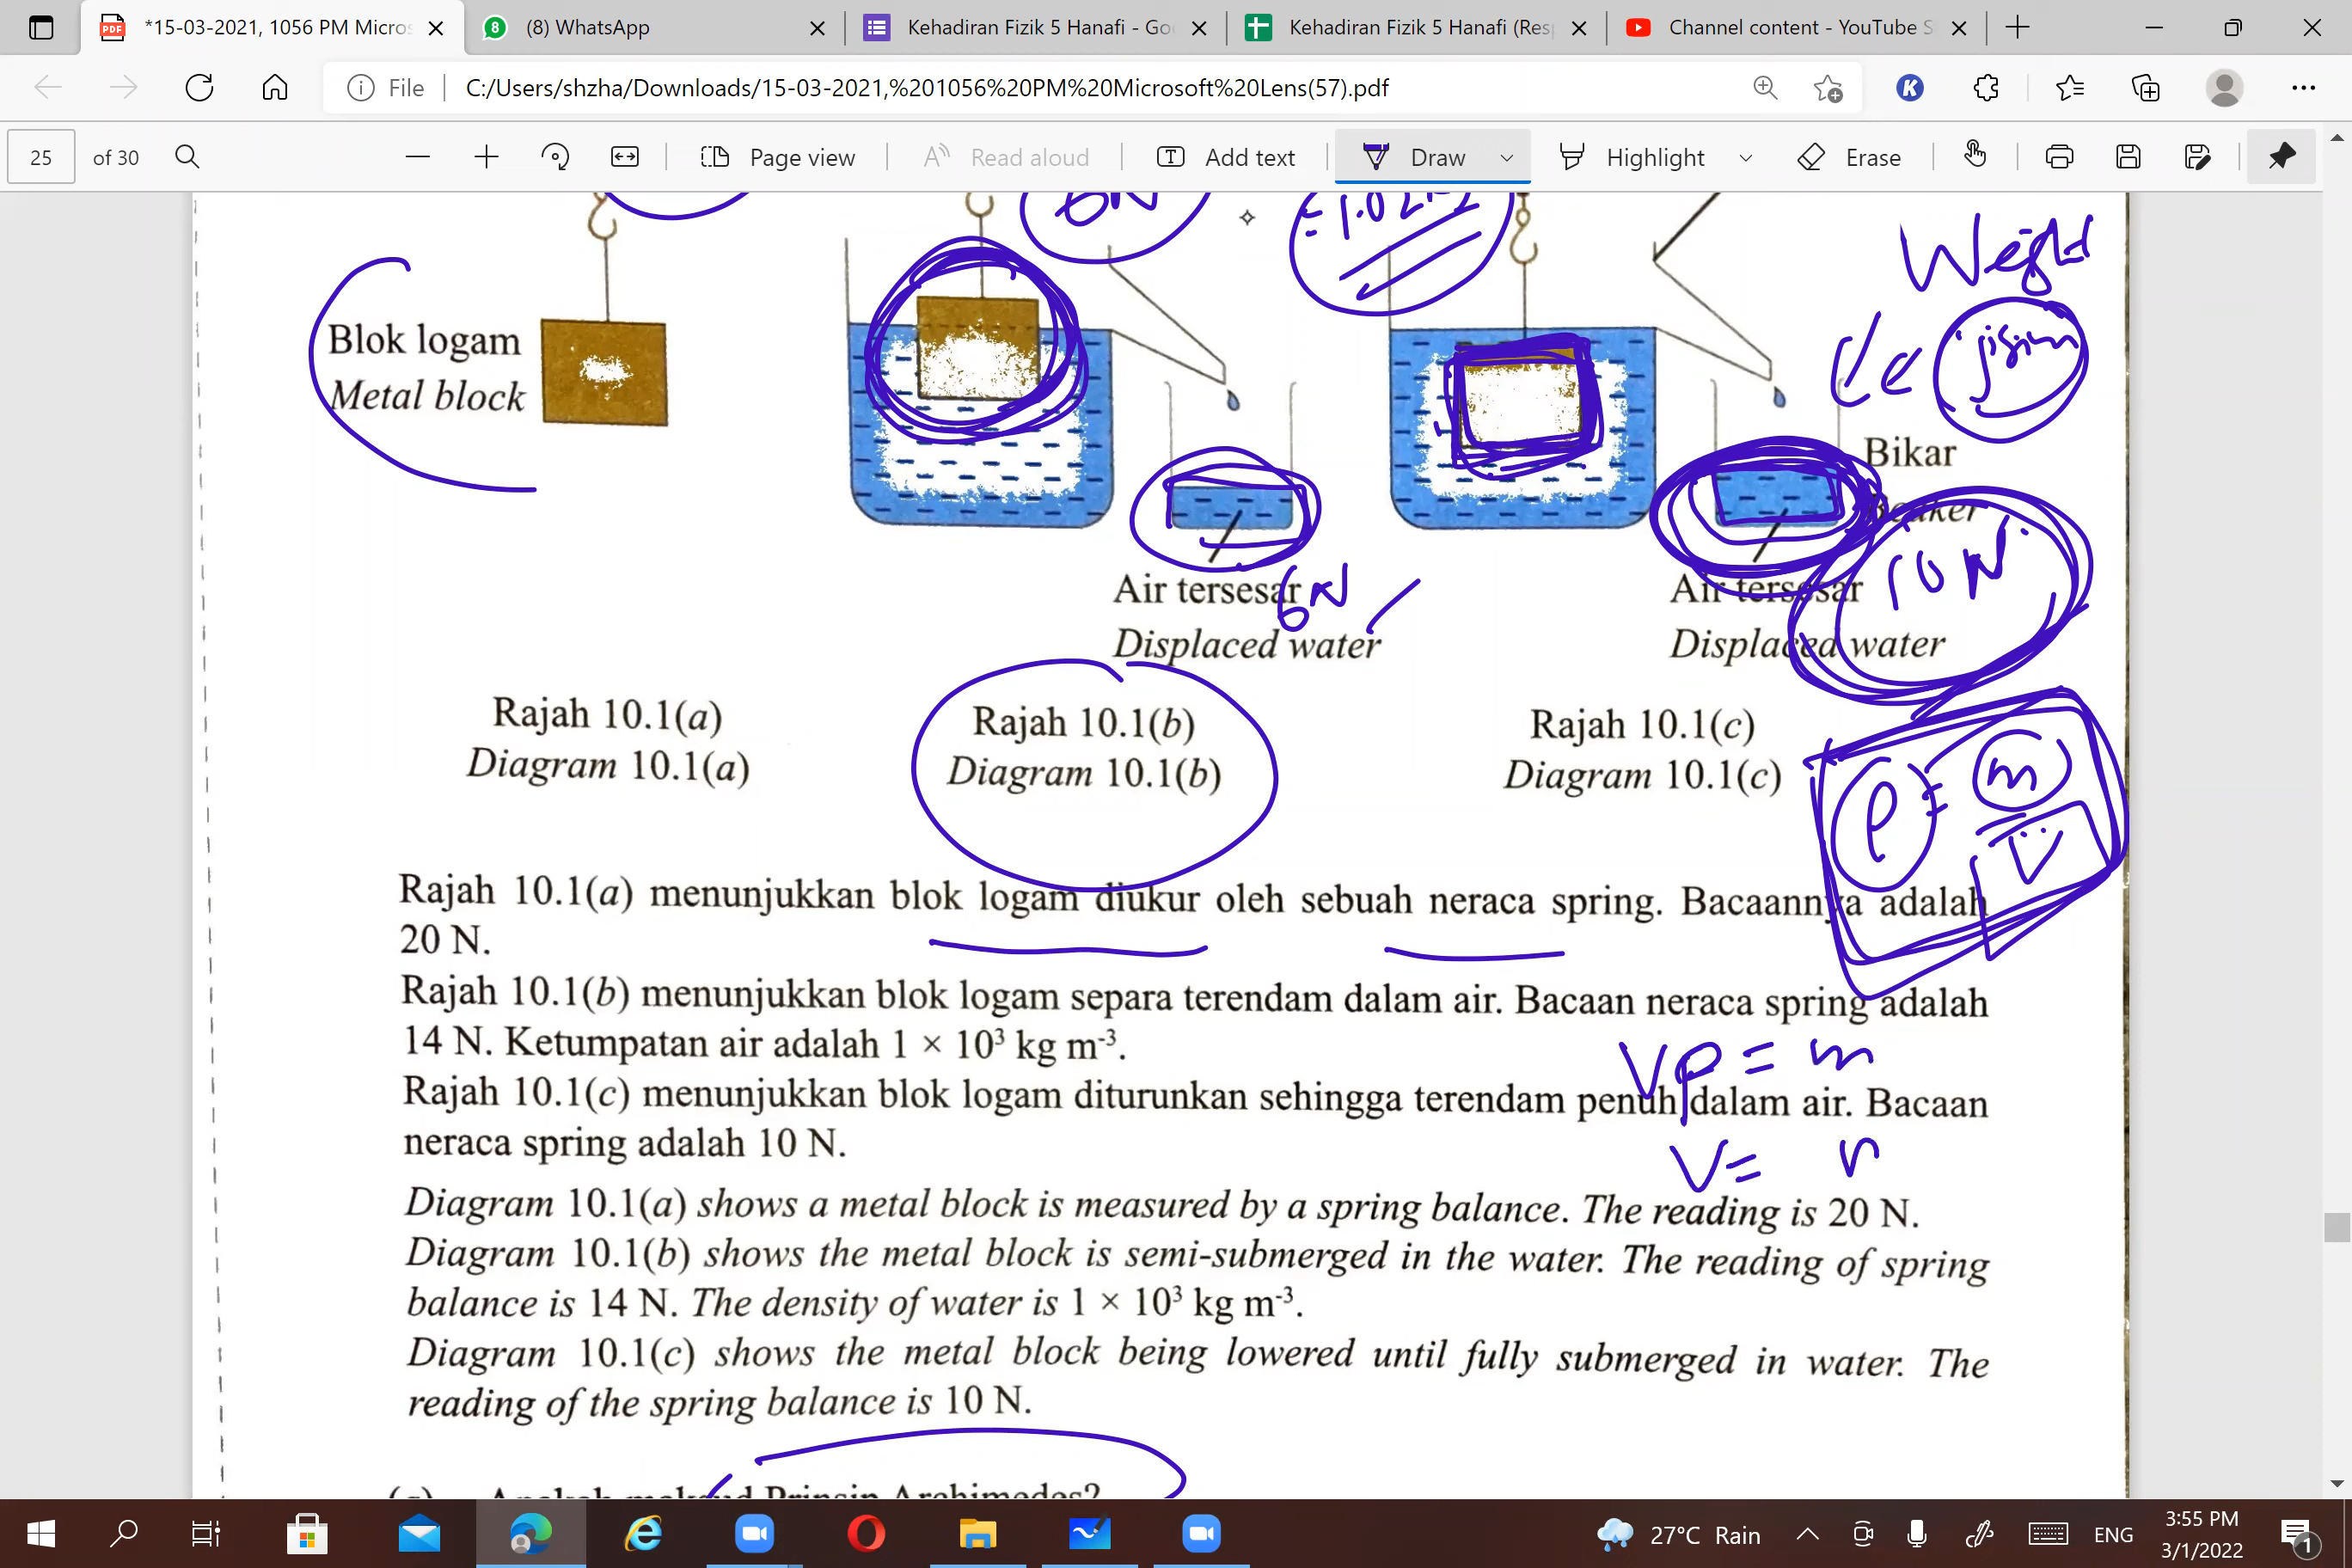 *15-03-2021, 1056 PM Micros
(8) WhatsApp
Kehadiran Fizik 5 Hanafi - Goo
Kehadiran Fizik 5 Hanafi (Resp
Channel content - YouTube S
File
C:/Users/shzha/Downloads/15-03-2021,%201056%20PM%20Microsoft%20Lens(57).pdf
25 of 30
Page view
Read aloud
Add text
Draw
Highlight
Erase
6N
Weight
jisim
Blok logam
Metal block
Bikar
Beaker
10 N
Air tersesar
6N
Displaced water
Air tersesar
Displaced water
Rajah 10.1(a)
Diagram 10.1(a)
Rajah 10.1(b)
Diagram 10.1(b)
Rajah 10.1(c)
Diagram 10.1(c)
ρ = m
V
Rajah 10.1(a) menunjukkan blok logam diukur oleh sebuah neraca spring. Bacaannya adalah
20 N.
Rajah 10.1(b) menunjukkan blok logam separa terendam dalam air. Bacaan neraca spring adalah
14 N. Ketumpatan air adalah 1 × 10³ kg m⁻³.
Vρ = m
Rajah 10.1(c) menunjukkan blok logam diturunkan sehingga terendam penuh dalam air. Bacaan
neraca spring adalah 10 N.
V =
Diagram 10.1(a) shows a metal block is measured by a spring balance. The reading is 20 N.
Diagram 10.1(b) shows the metal block is semi-submerged in the water. The reading of spring
balance is 14 N. The density of water is 1 × 10³ kg m⁻³.
Diagram 10.1(c) shows the metal block being lowered until fully submerged in water. The
reading of the spring balance is 10 N.
Prinsip Archimedes?
27°C Rain
ENG
3:55 PM
3/1/2022
1